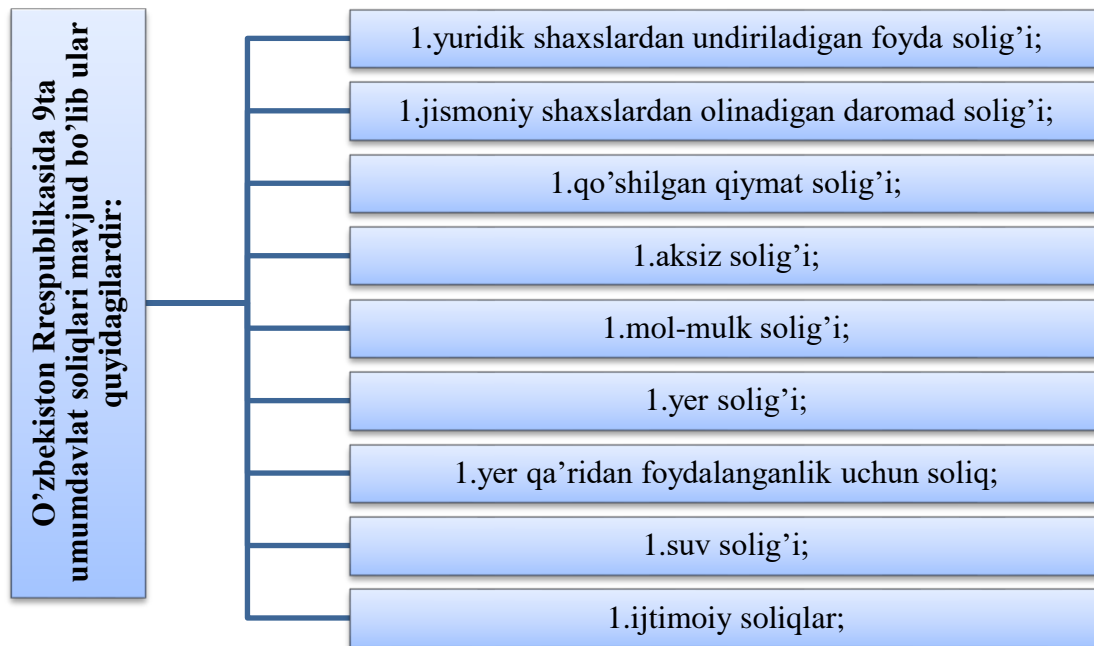 O’zbekiston Rrespublikasida 9ta
umumdavlat soliqlari mavjud bo’lib ular
quyidagilardir:
1.yuridik shaxslardan undiriladigan foyda solig’i;
1.jismoniy shaxslardan olinadigan daromad solig’i;
1.qo’shilgan qiymat solig’i;
1.aksiz solig’i;
1.mol-mulk solig’i;
1.yer solig’i;
1.yer qa’ridan foydalanganlik uchun soliq;
1.suv solig’i;
1.ijtimoiy soliqlar;